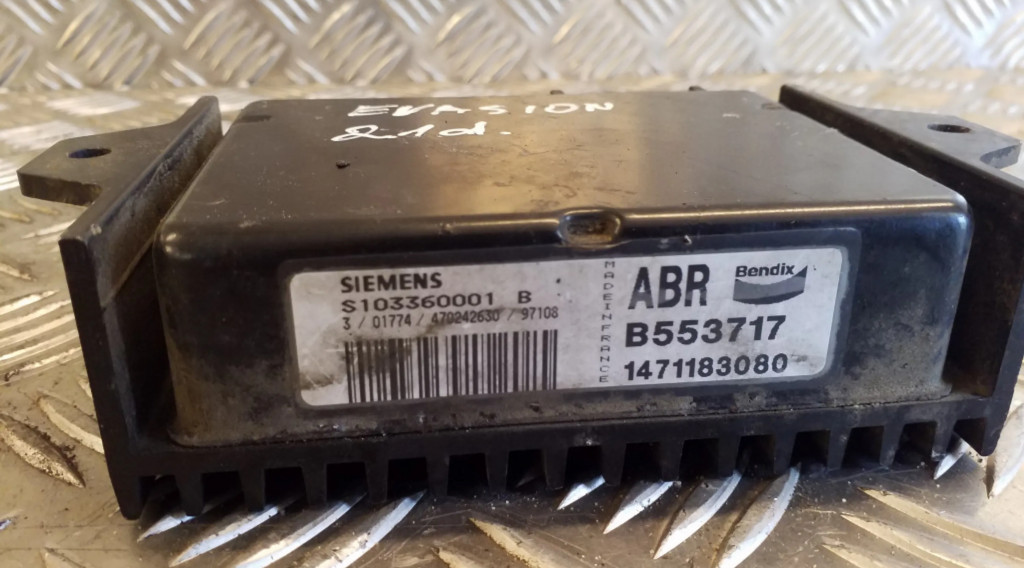 EVASION
2.1d.
SIEMENS
S103360001 B
3 / 01774 / 470242630 / 97108
MADE IN FRANCE
ABR Bendix
B553717
1471183080